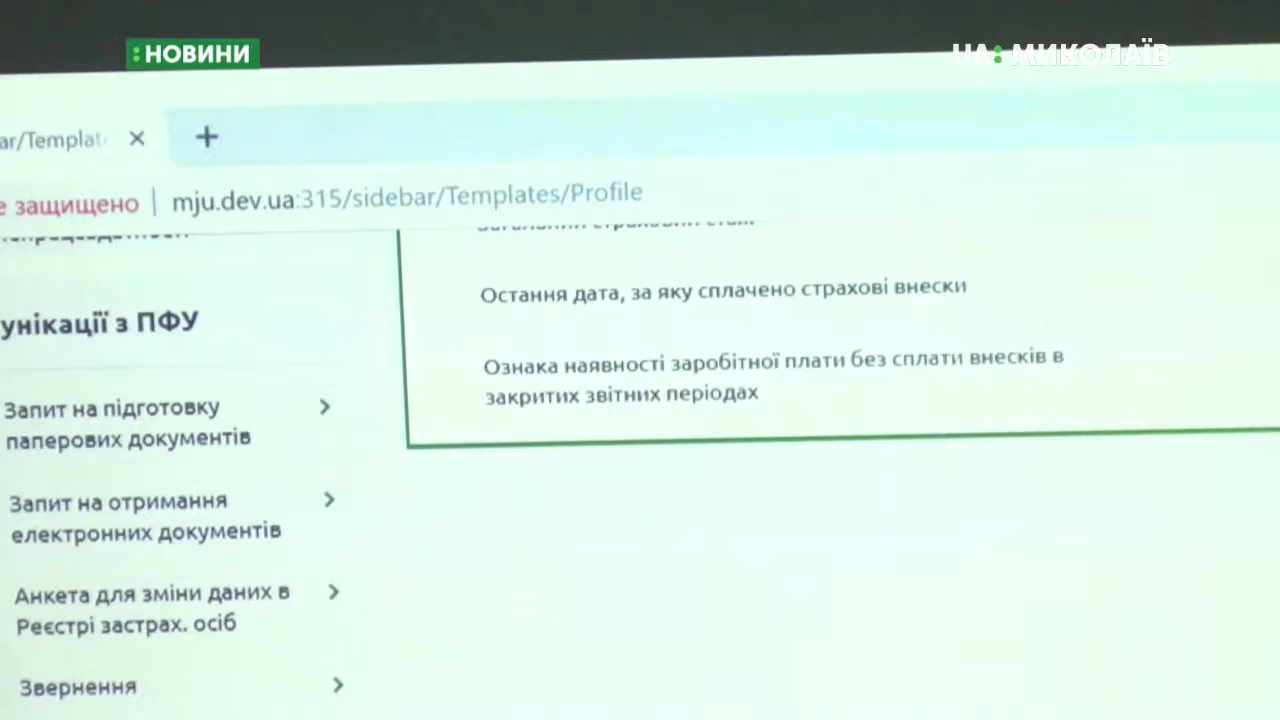 :НОВИНИ
UA: МИКОЛАЇВ
ar/Templat
е защищено | mju.dev.ua:315/sidebar/Templates/Profile
Остання дата, за яку сплачено страхові внески
Ознака наявності заробітної плати без сплати внесків в
закритих звітних періодах
унікації з ПФУ
Запит на підготовку
паперових документів
Запит на отримання
електронних документів
Анкета для зміни даних в
Реєстрі застрах. осіб
Звернення